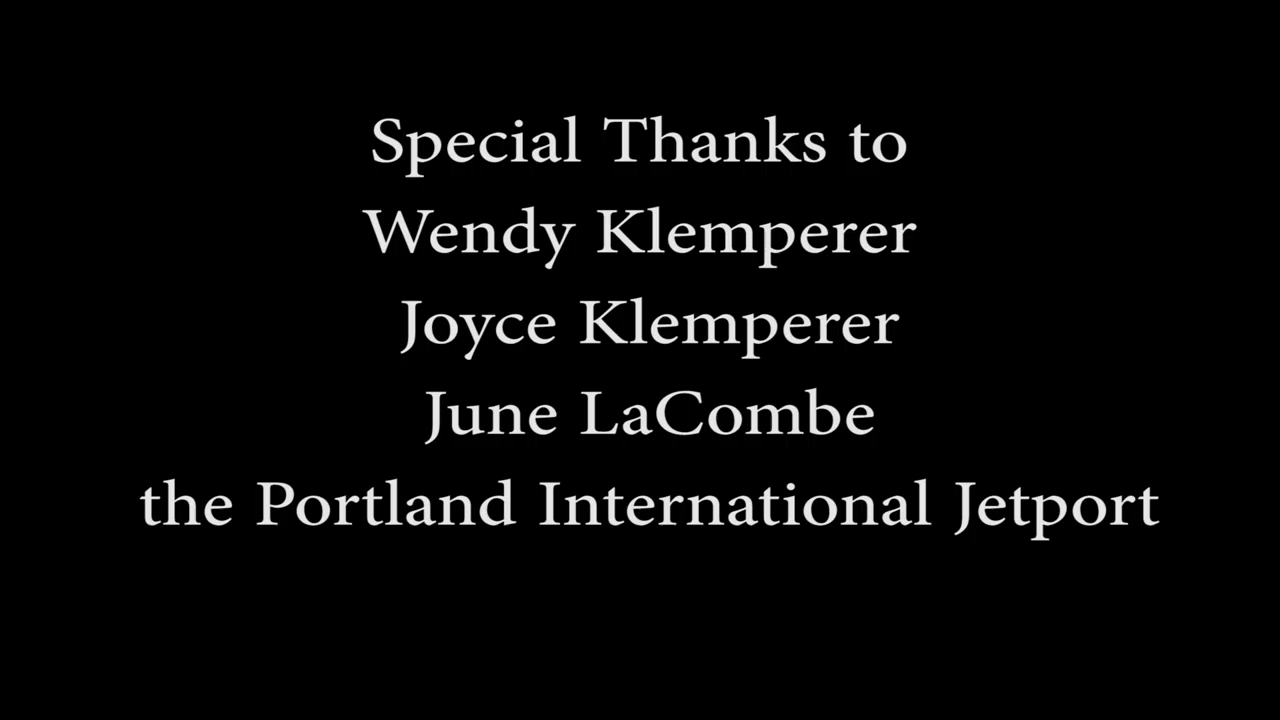 Special Thanks to
Wendy Klemperer
Joyce Klemperer
June LaCombe
the Portland International Jetport